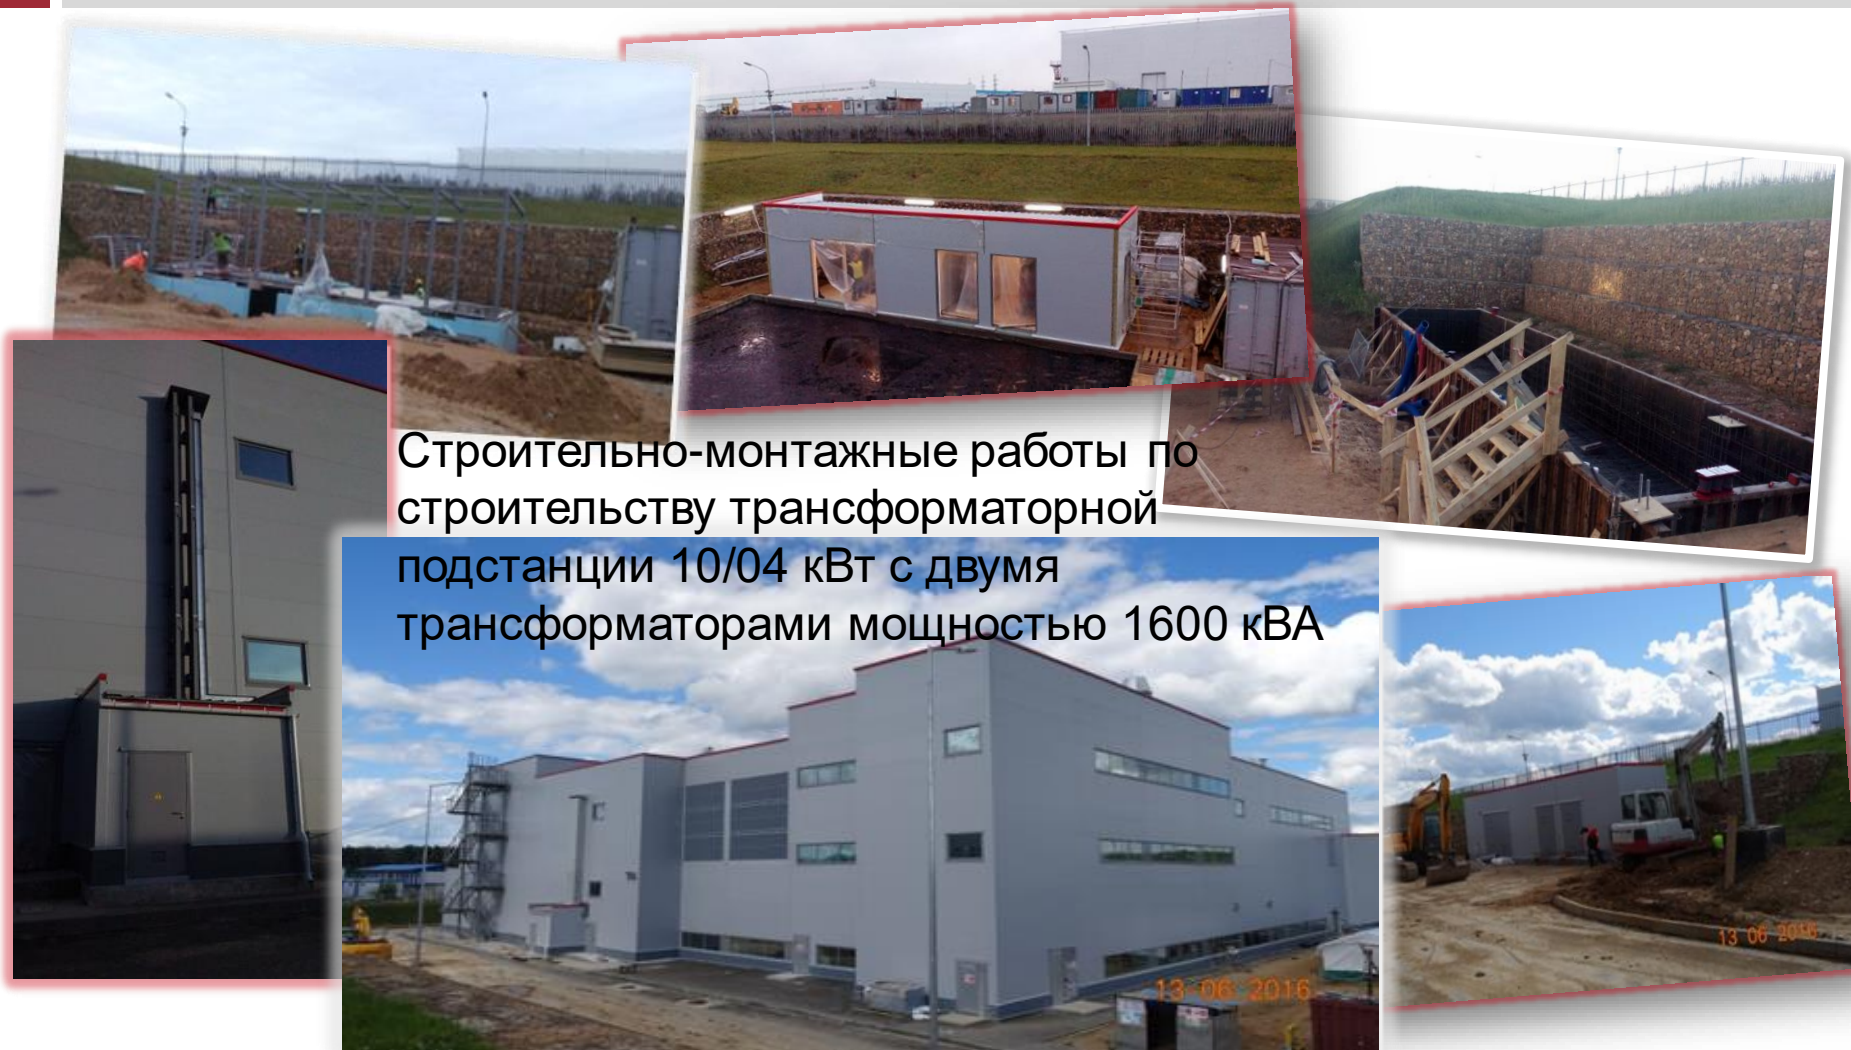 Строительно-монтажные работы по
строительству трансформаторной
подстанции 10/04 кВт с двумя
трансформаторами мощностью 1600 кВА
13 06 2016
13-06 2016